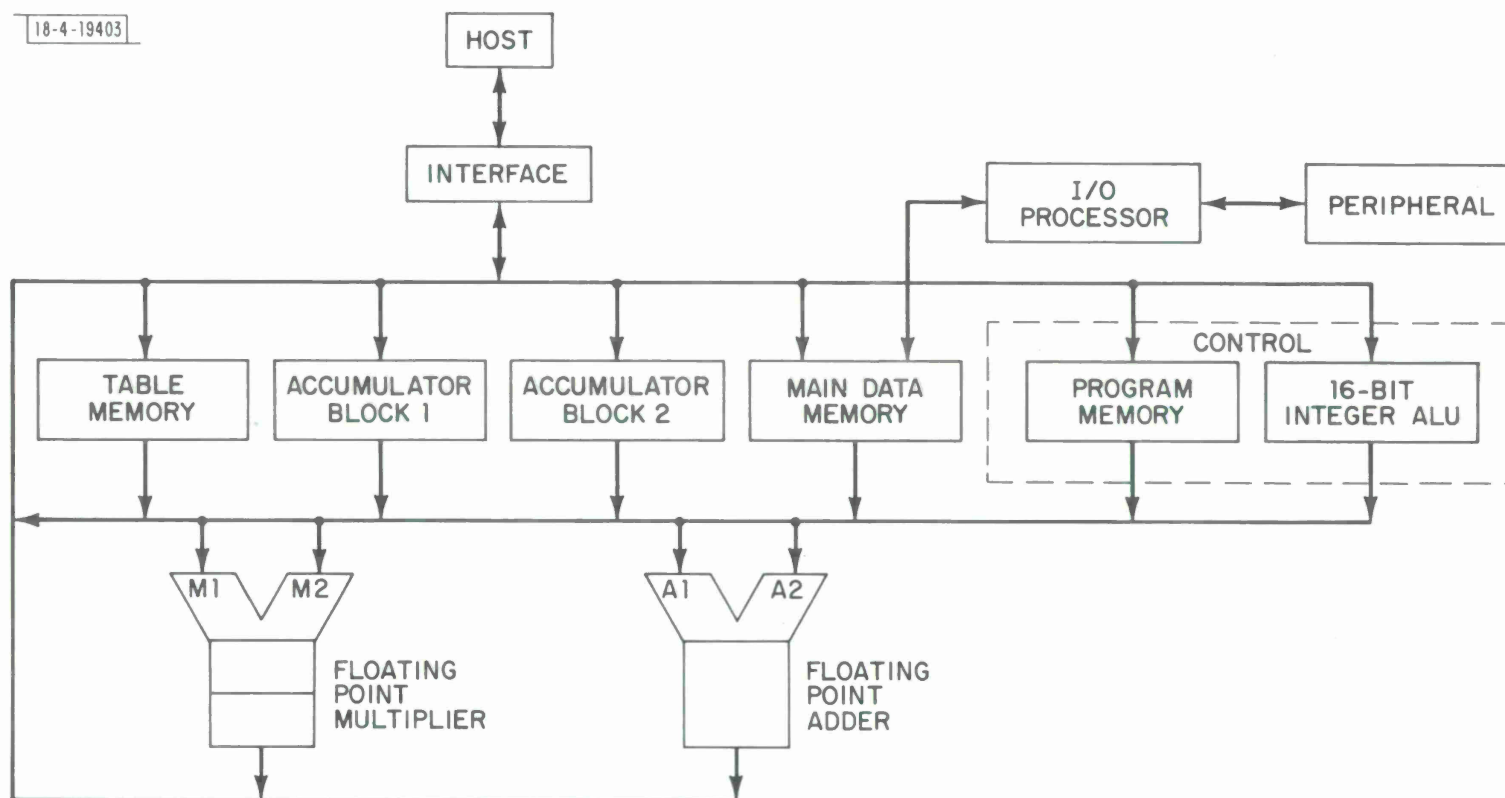 18-4-19403
HOST
INTERFACE
I/O
PROCESSOR
PERIPHERAL
CONTROL
TABLE
MEMORY
ACCUMULATOR
BLOCK 1
ACCUMULATOR
BLOCK 2
MAIN DATA
MEMORY
PROGRAM
MEMORY
16-BIT
INTEGER ALU
M1
M2
A1
A2
FLOATING
POINT
MULTIPLIER
FLOATING
POINT
ADDER